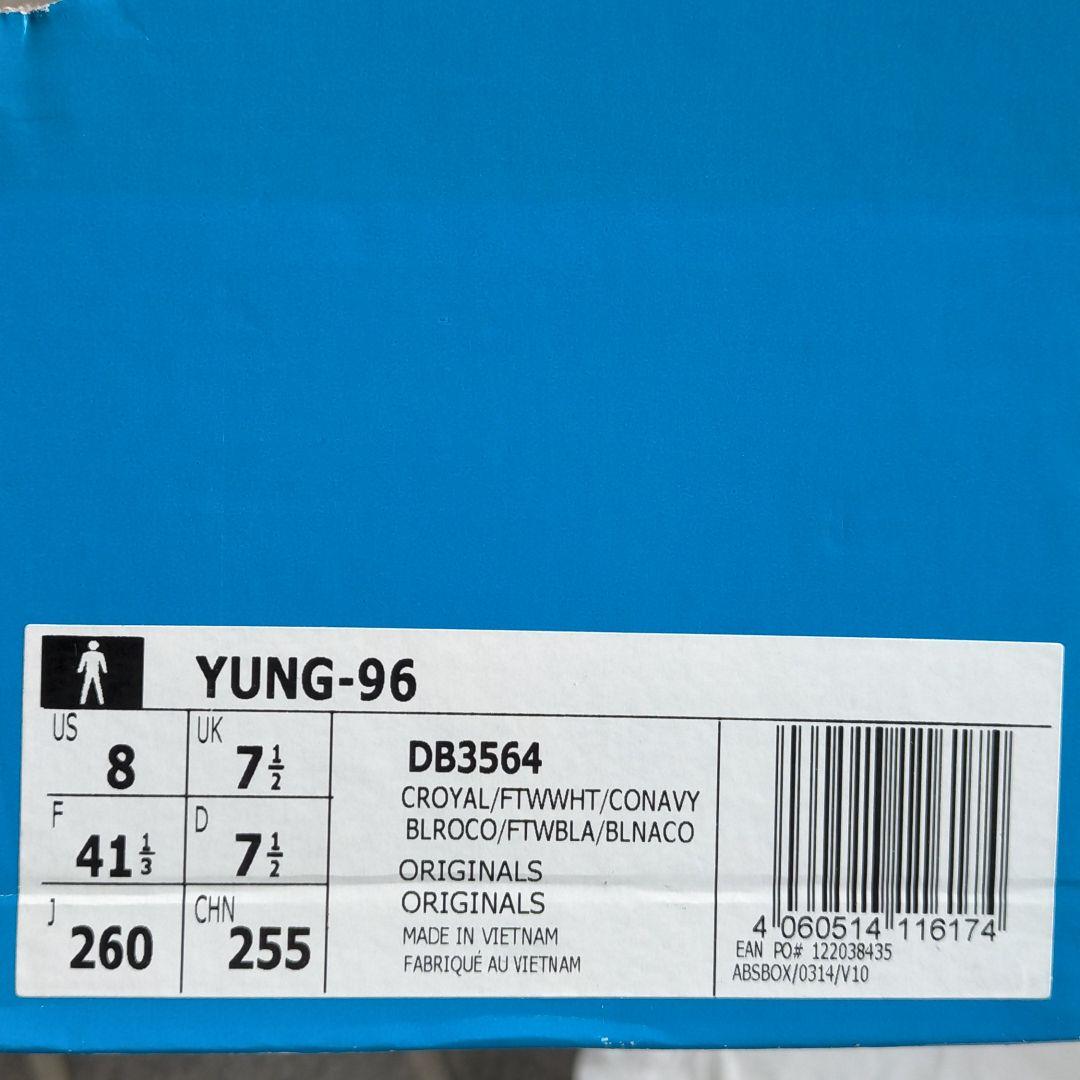 YUNG-96
US 8 UK 7 1/2
F 41 1/3 D 7 1/2
J 260 CHN 255
DB3564
CROYAL/FTWWHT/CONAVY
BLROCO/FTWBLA/BLNACO
ORIGINALS
ORIGINALS
MADE IN VIETNAM
FABRIQUÉ AU VIETNAM
4 060514 116174
EAN PO# 122038435
ABSBOX/0314/V10